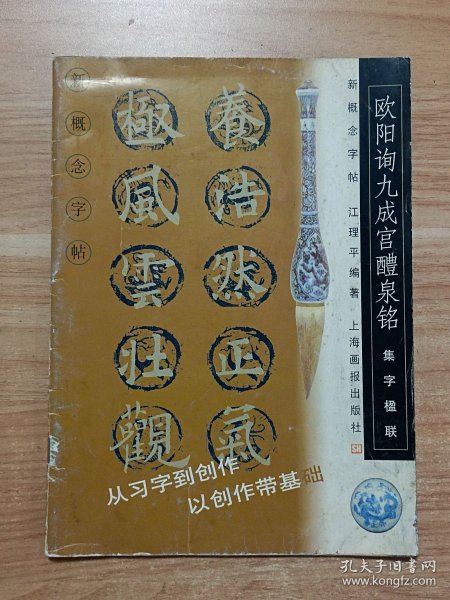 欧阳询九成宫醴泉铭
集字楹联
新概念字帖 江理平编著 上海画报出版社
養浩然正氣
極風雲壯觀
新概念字帖
从习字到创作
以创作带基础
孔夫子旧书网
www.kongfz.com